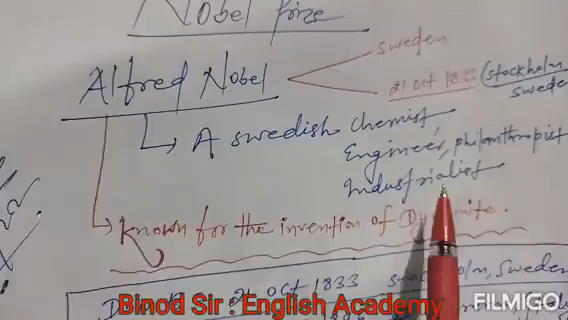 Nobel Prize
Sweden
Alfred Nobel
21 Oct 1833 (Stockholm
Sweden
A Swedish Chemist,
Engineer, philanthropist
Industrialist
Known for the invention of Dynamite.
21 Oct 1833
Sweden
Binod Sir : English Academy
FILMIGO